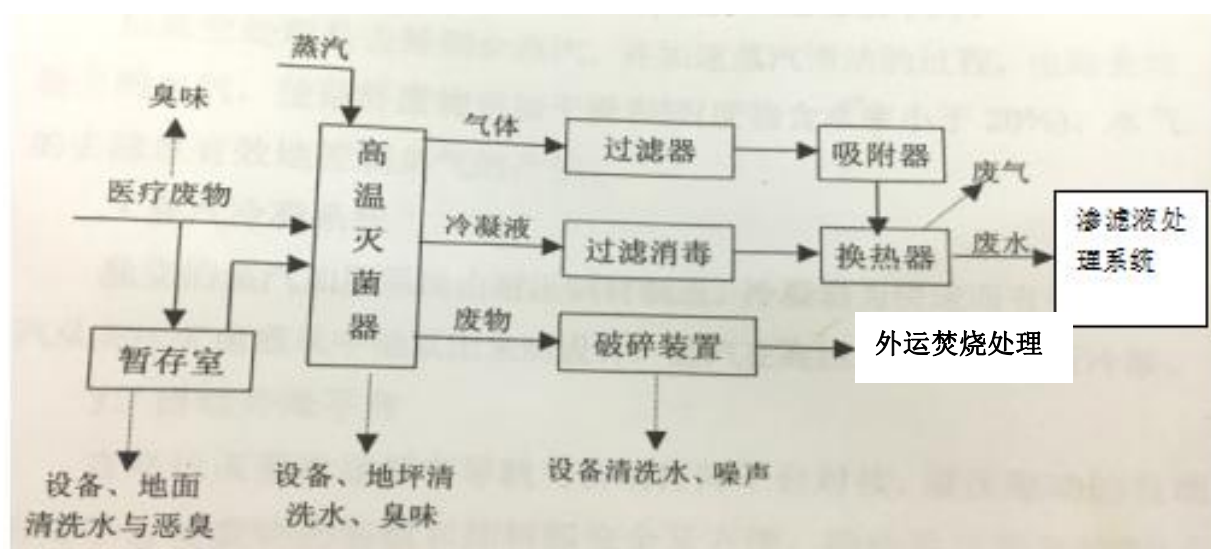 蒸汽
臭味
医疗废物
高温灭菌器
气体
过滤器
吸附器
废气
冷凝液
过滤消毒
换热器
废水
渗滤液处
理系统
废物
破碎装置
外运焚烧处理
暂存室
设备、地面
清洗水与恶臭
设备、地坪清
洗水、臭味
设备清洗水、噪声